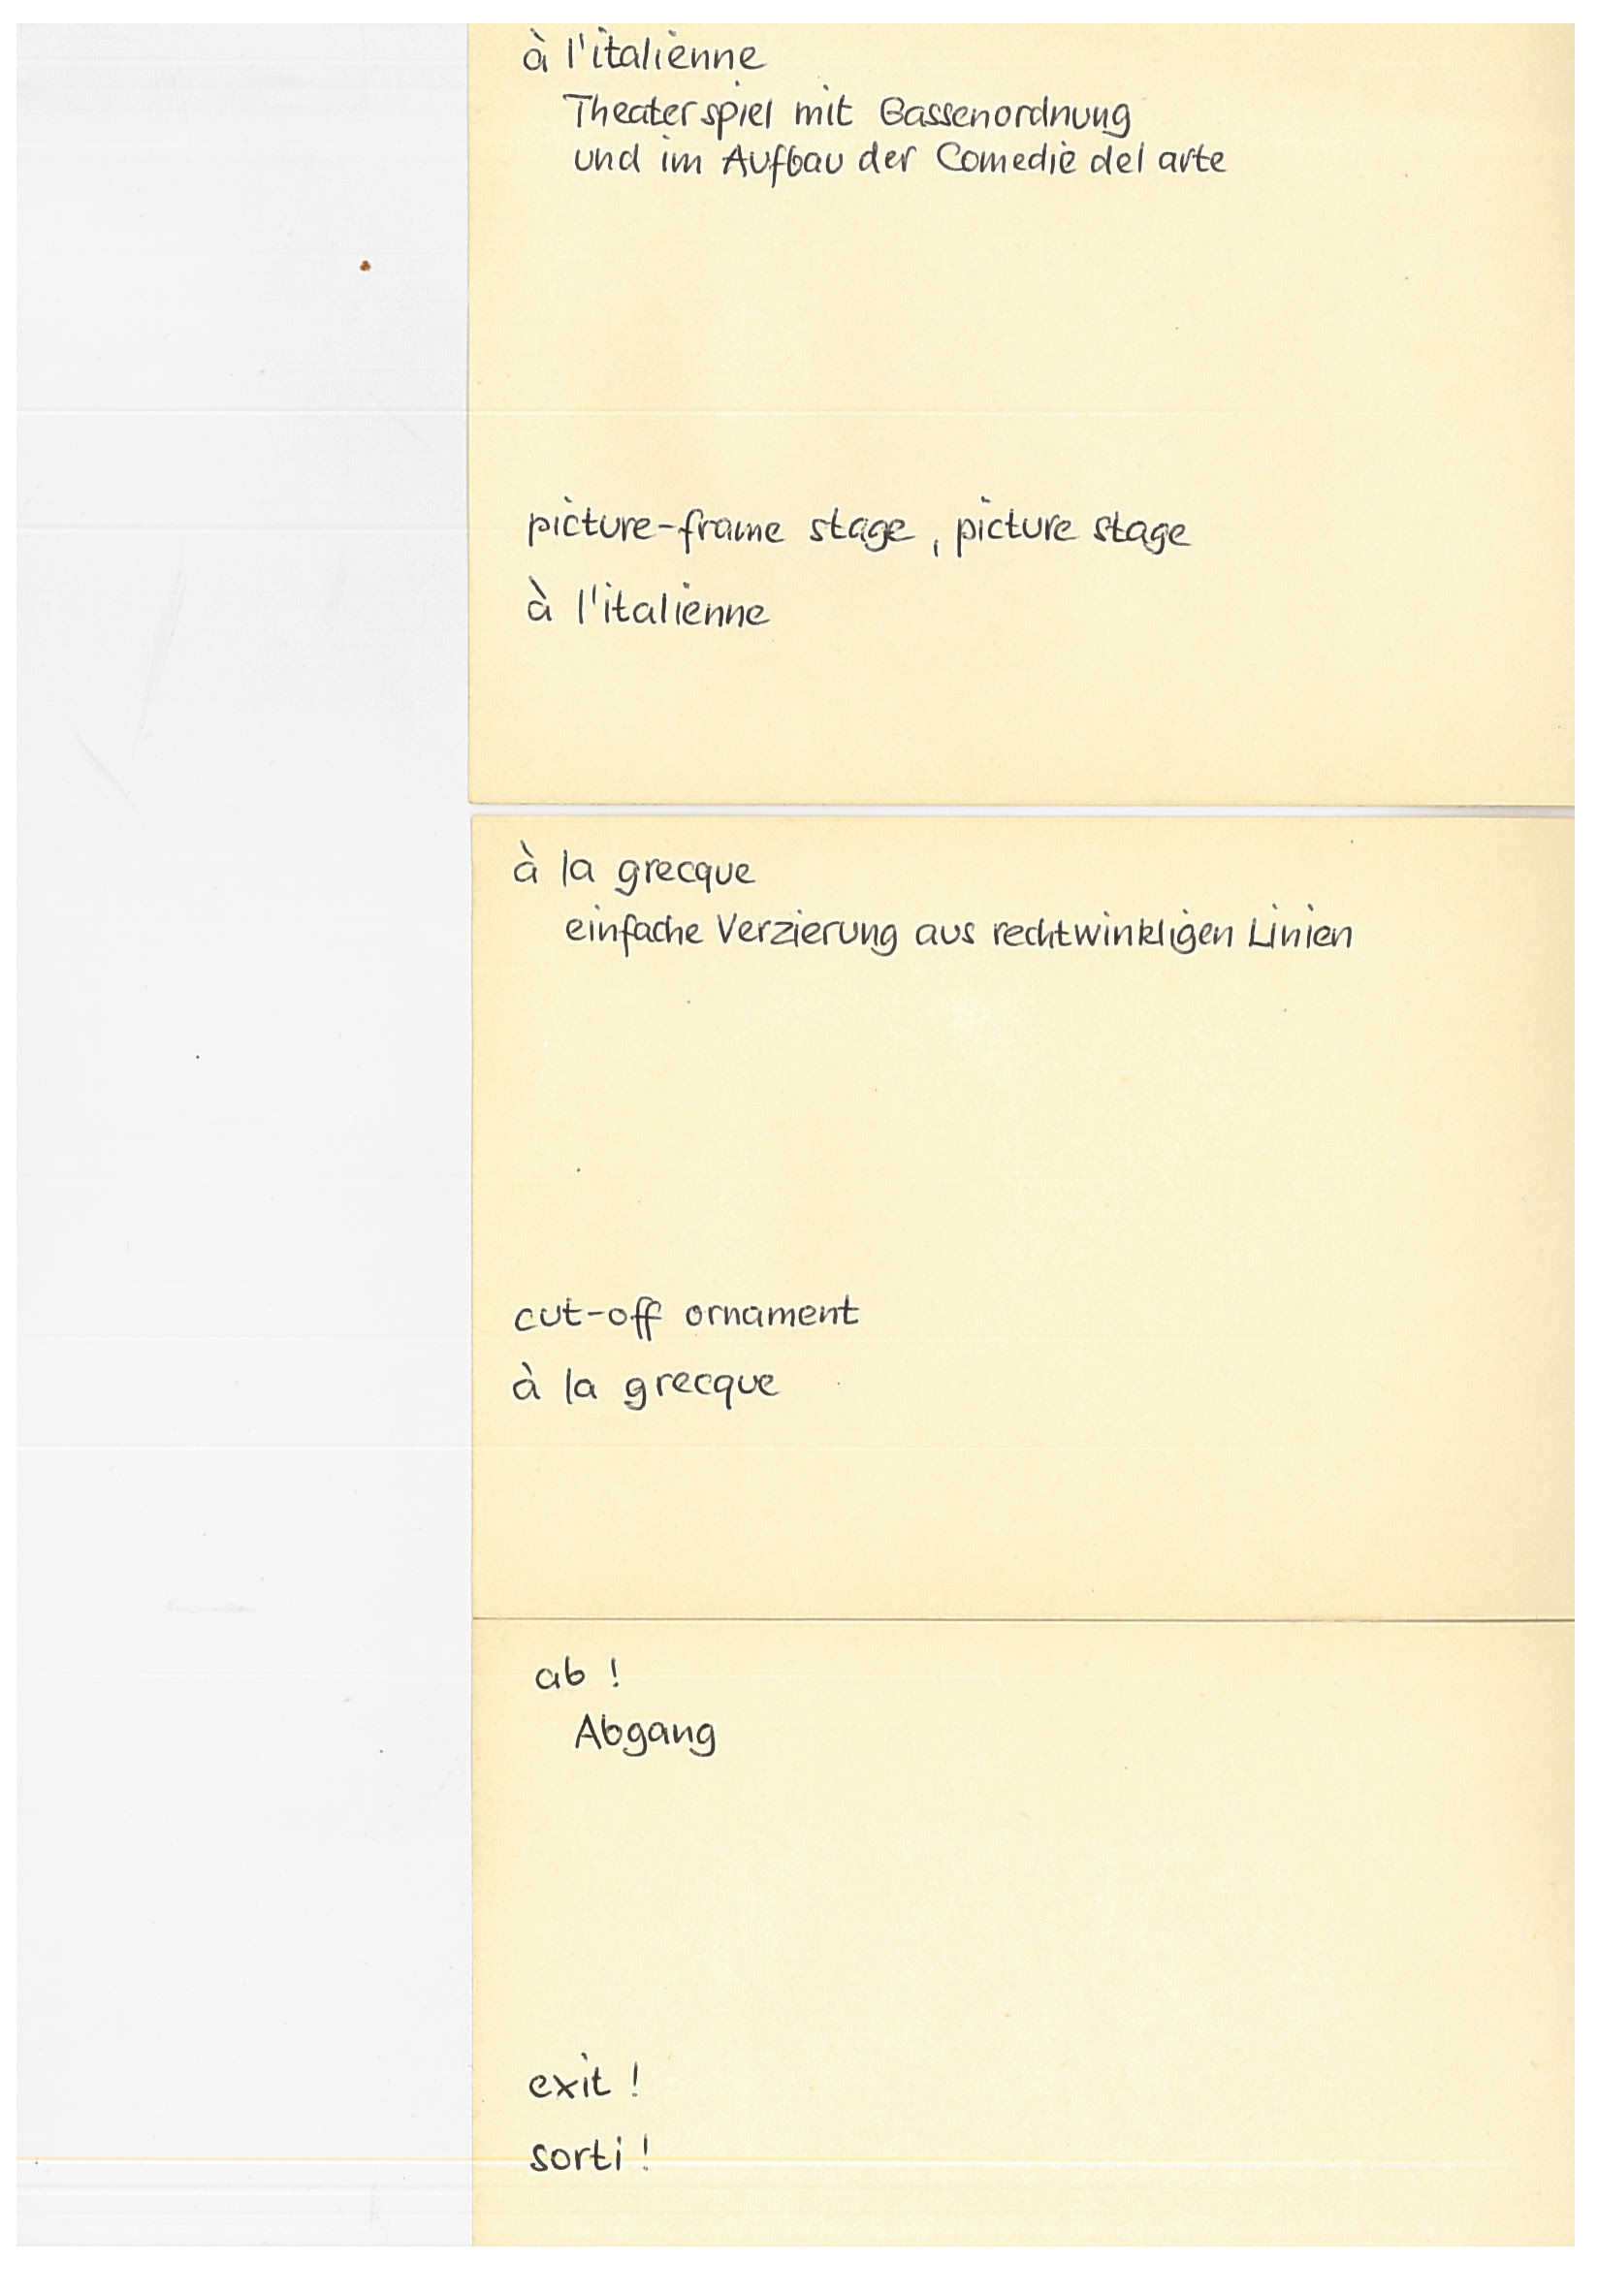 à l'italienne
Theaterspiel mit Gassenordnung
und im Aufbau der Comedie del arte
picture-frame stage, picture stage
à l'italienne
à la grecque
einfache Verzierung aus rechtwinkligen Linien
cut-off ornament
à la grecque
ab !
Abgang
exit !
sorti !